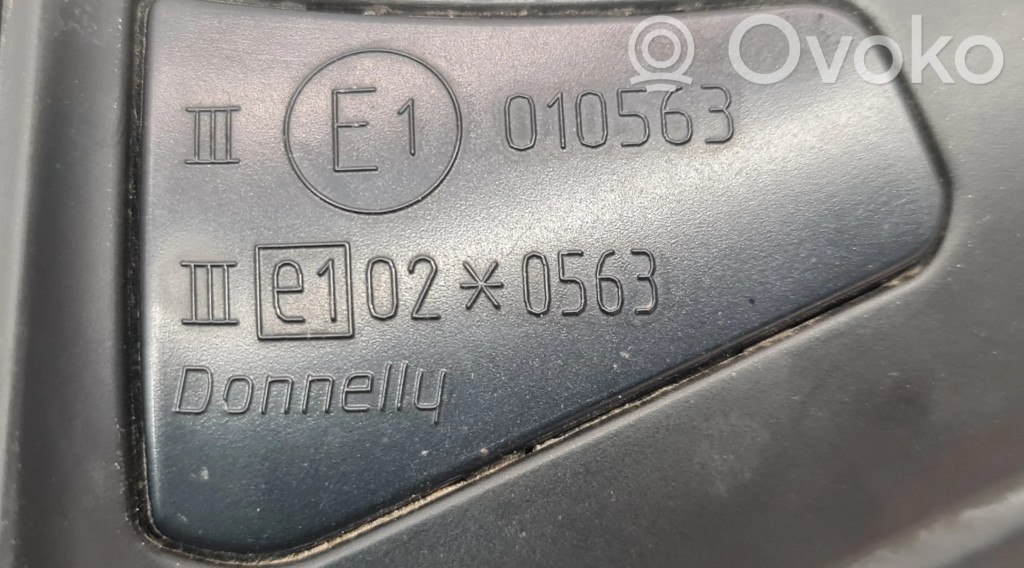 Ovoko
III E1 010563
III e1 02*0563
Donnelly